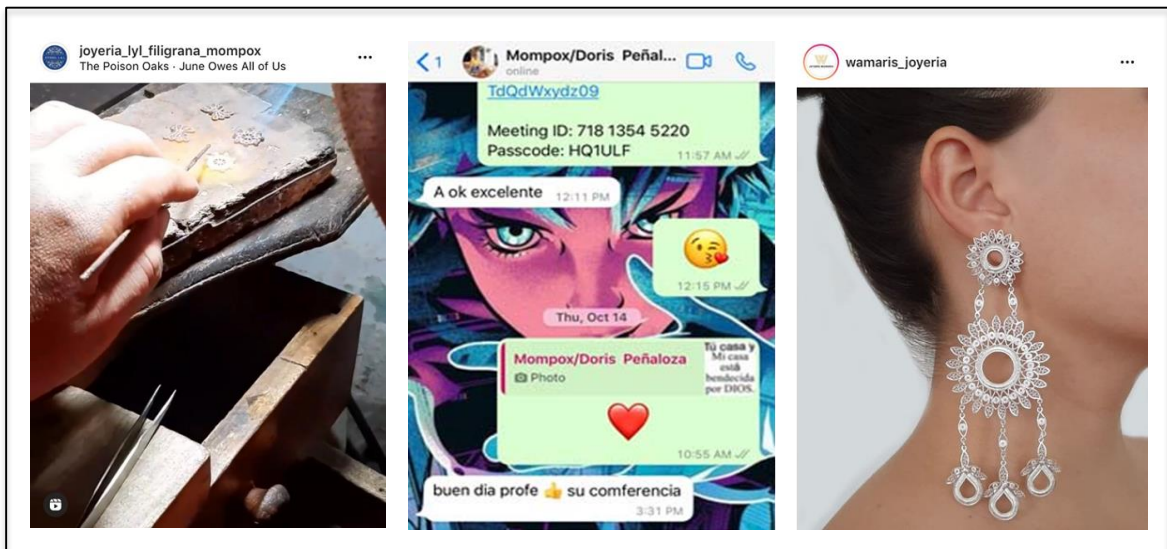 joyeria_lyl_filigrana_mompox
The Poison Oaks · June Owes All of Us
1
Mompox/Doris Peñal...
online
TdQdWxydz09
Meeting ID: 718 1354 5220
Passcode: HQ1ULF
11:57 AM
A ok excelente
12:11 PM
12:15 PM
Thu, Oct 14
Mompox/Doris Peñaloza
Photo
Tú casa y
Mi casa
está
bendecida
por DIOS.
10:55 AM
buen dia profe 👍 su comferencia
3:31 PM
wamaris_joyeria